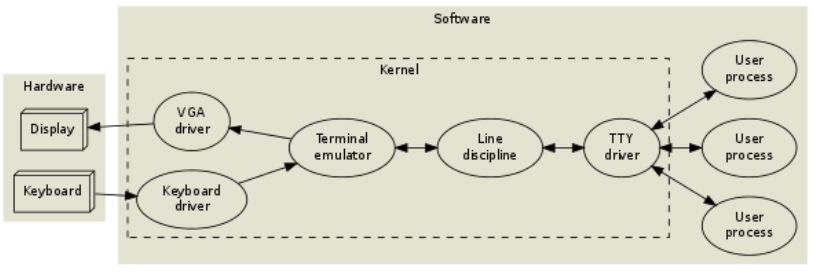 Software
Kernel
Hardware
Display
Keyboard
VGA
driver
Keyboard
driver
Terminal
emulator
Line
discipline
TTY
driver
User
process
User
process
User
process